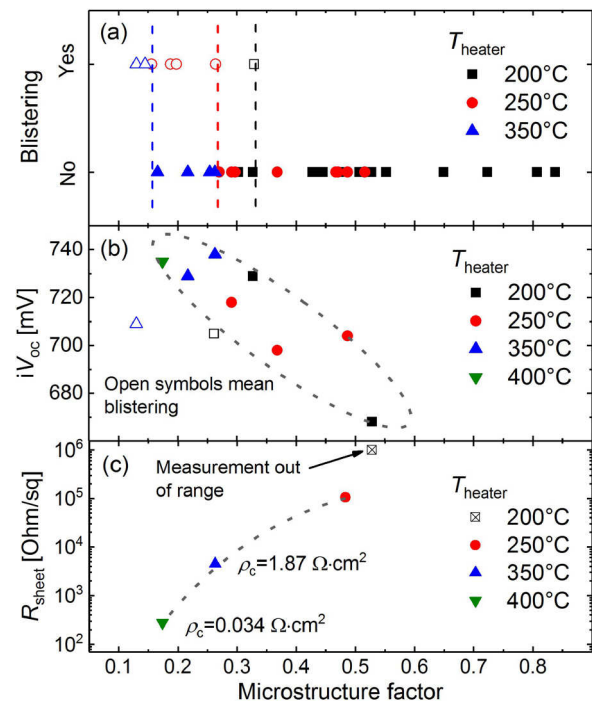 (a)
T_heater
200°C
250°C
350°C
Blistering
Yes
No
(b)
T_heater
200°C
250°C
350°C
400°C
iV_oc [mV]
740
720
700
680
Open symbols mean
blistering
(c)
Measurement out
of range
T_heater
200°C
250°C
350°C
400°C
R_sheet [Ohm/sq]
10^6
10^5
10^4
10^3
10^2
ρ_c=1.87 Ω·cm^2
ρ_c=0.034 Ω·cm^2
0.1 0.2 0.3 0.4 0.5 0.6 0.7 0.8
Microstructure factor